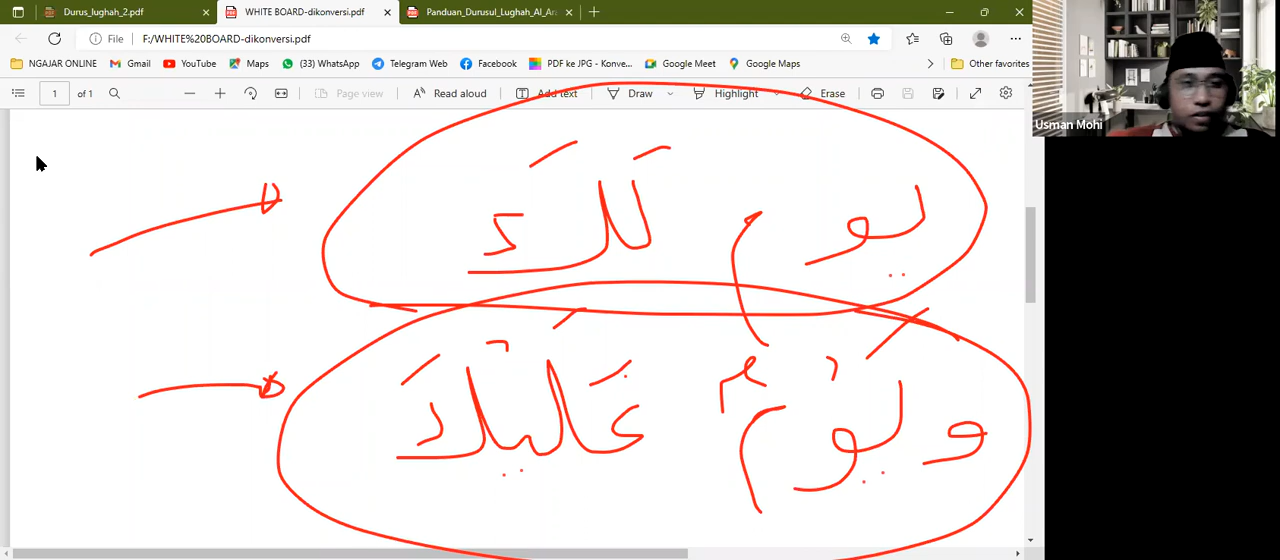 Durus_lughah_2.pdf
WHITE BOARD-dikonversi.pdf
Panduan_Durusul_Lughah_Al_Ar
File
F:/WHITE%20BOARD-dikonversi.pdf
NGAJAR ONLINE
Gmail
YouTube
Maps
(33) WhatsApp
Telegram Web
Facebook
PDF ke JPG - Konve
Google Meet
Google Maps
Other favorites
1 of 1
Page view
Read aloud
Add text
Draw
Highlight
Erase
Usman Mohi
يوم لَكَ
ويَوْم عَلَيْكَ